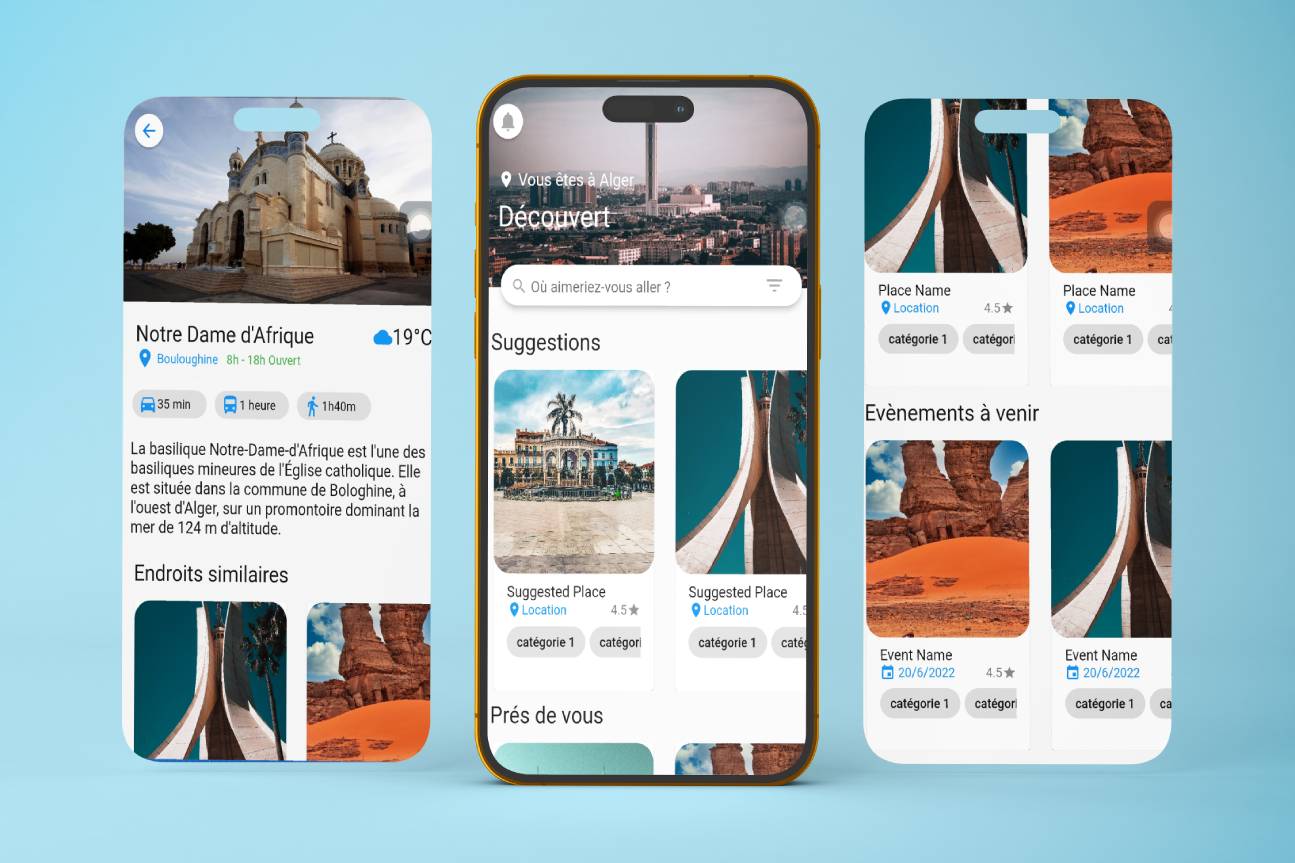 Notre Dame d'Afrique
19°C
Bouloughine 8h - 18h Ouvert
35 min
1 heure
1h40m
La basilique Notre-Dame-d'Afrique est l'une des
basiliques mineures de l'Église catholique. Elle
est située dans la commune de Bologhine, à
l'ouest d'Alger, sur un promontoire dominant la
mer de 124 m d'altitude.
Endroits similaires
Vous êtes à Alger
Découvert
Où aimeriez-vous aller ?
Suggestions
Suggested Place
Location 4.5
catégorie 1 catégori
Suggested Place
Location 4.5
catégorie 1 caté
Prés de vous
Place Name
Location 4.5
catégorie 1 catégori
Place Name
Location 4
catégorie 1 cat
Evènements à venir
Event Name
20/6/2022 4.5
catégorie 1 catégori
Event Name
20/6/2022
catégorie 1 ca